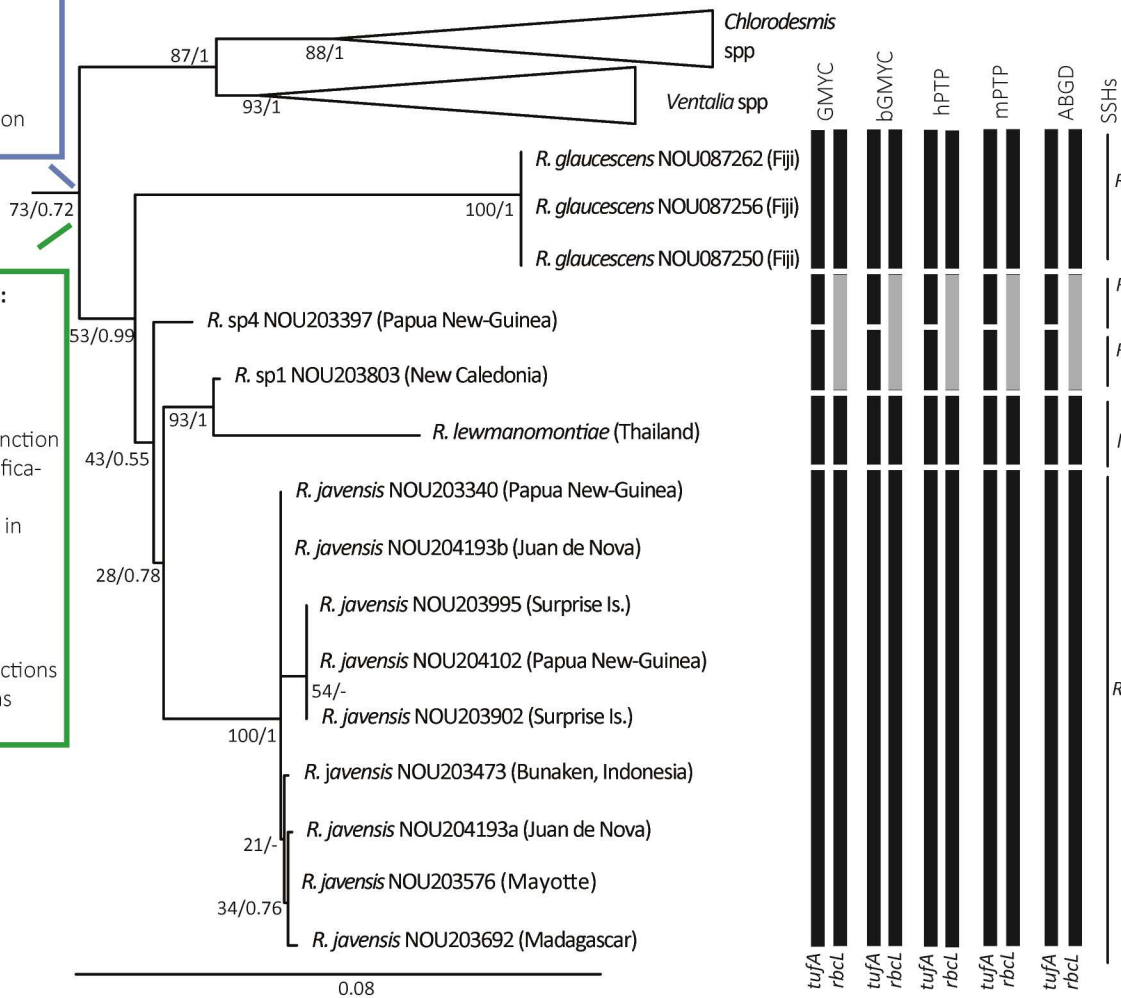 Chlorodesmis
spp
87/1
88/1
93/1
Ventalia spp
on
73/0.72
GMYC
bGMYC
hPTP
mPTP
ABGD
SSHs
R. glaucescens NOU087262 (Fiji)
100/1
R. glaucescens NOU087256 (Fiji)
R. glaucescens NOU087250 (Fiji)
:
53/0.99
R. sp4 NOU203397 (Papua New-Guinea)
R. sp1 NOU203803 (New Caledonia)
93/1
R. lewmanomontiae (Thailand)
nction
fica-
in
ctions
43/0.55
R. javensis NOU203340 (Papua New-Guinea)
R. javensis NOU204193b (Juan de Nova)
28/0.78
R. javensis NOU203995 (Surprise Is.)
R. javensis NOU204102 (Papua New-Guinea)
54/-
R. javensis NOU203902 (Surprise Is.)
R
100/1
R. javensis NOU203473 (Bunaken, Indonesia)
R. javensis NOU204193a (Juan de Nova)
21/-
R. javensis NOU203576 (Mayotte)
34/0.76
R. javensis NOU203692 (Madagascar)
tufA rbcL tufA rbcL tufA rbcL tufA rbcL tufA rbcL
0.08